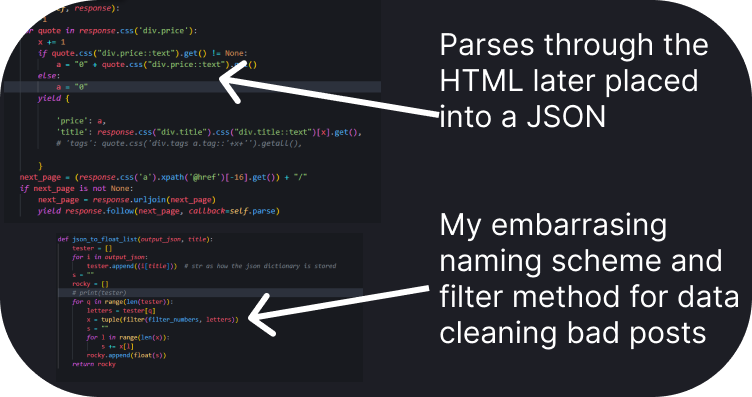 f, response):
r quote in response.css('div.price'):
x += 1
if quote.css("div.price::text").get() != None:
a = "0" + quote.css("div.price::text").get()
else:
a = "0"
yield {
'price': a,
'title': response.css("div.title").css("div.title::text")[x].get(),
# 'tags': quote.css('div.tags a.tag::'+x+'').getall(),
}
next_page = (response.css('a').xpath('@href')[-16].get()) + "/"
if next_page is not None:
next_page = response.urljoin(next_page)
yield response.follow(next_page, callback=self.parse)
Parses through the
HTML later placed
into a JSON
def json_to_float_list(output_json, title):
tester = []
for i in output_json:
tester.append((i[title])) # str as how the json dictionary is stored
s = ""
rocky = []
# print(tester)
for q in range(len(tester)):
letters = tester[q]
x = tuple(filter(filter_numbers, letters))
s = ""
for l in range(len(x)):
s += x[l]
rocky.append(float(s))
return rocky
My embarrasing
naming scheme and
filter method for data
cleaning bad posts